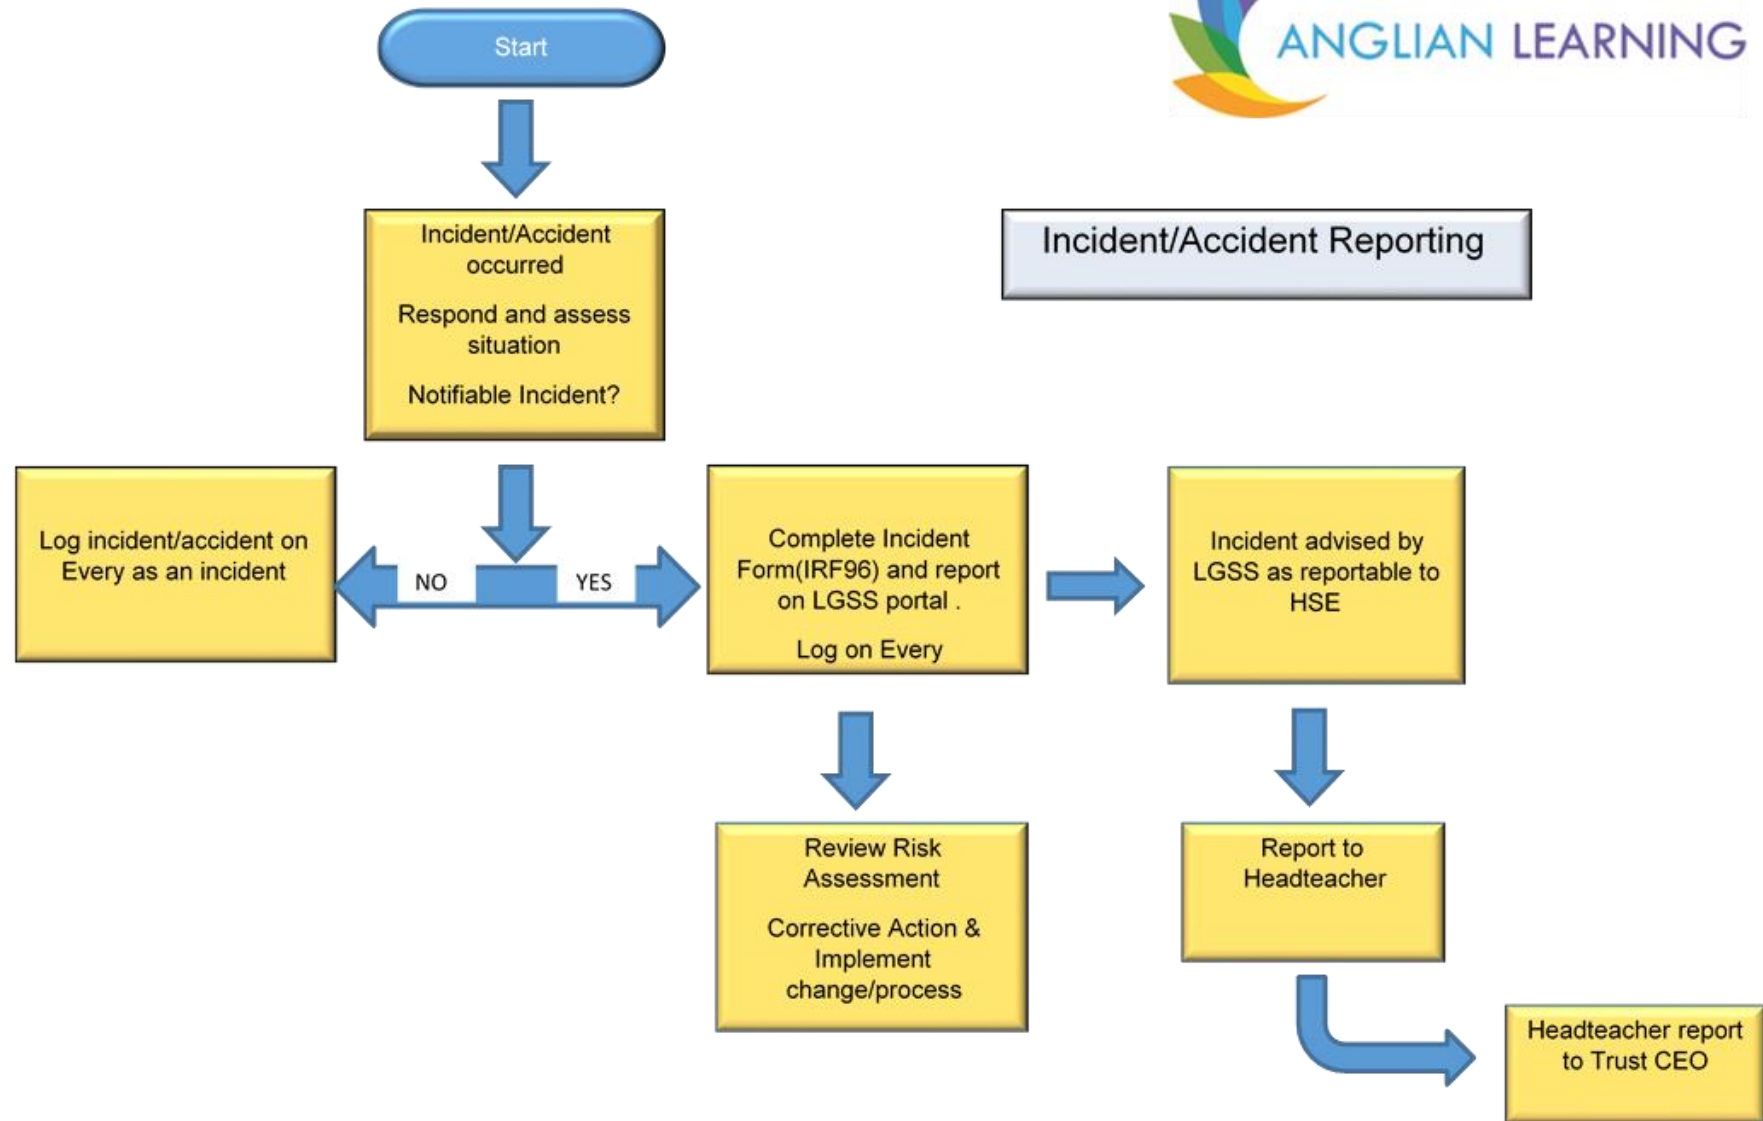 Start
ANGLIAN LEARNING
Incident/Accident
occurred
Respond and assess
situation
Notifiable Incident?
Incident/Accident Reporting
Log incident/accident on
Every as an incident
NO
YES
Complete Incident
Form(IRF96) and report
on LGSS portal .
Log on Every
Incident advised by
LGSS as reportable to
HSE
Review Risk
Assessment
Corrective Action &
Implement
change/process
Report to
Headteacher
Headteacher report
to Trust CEO